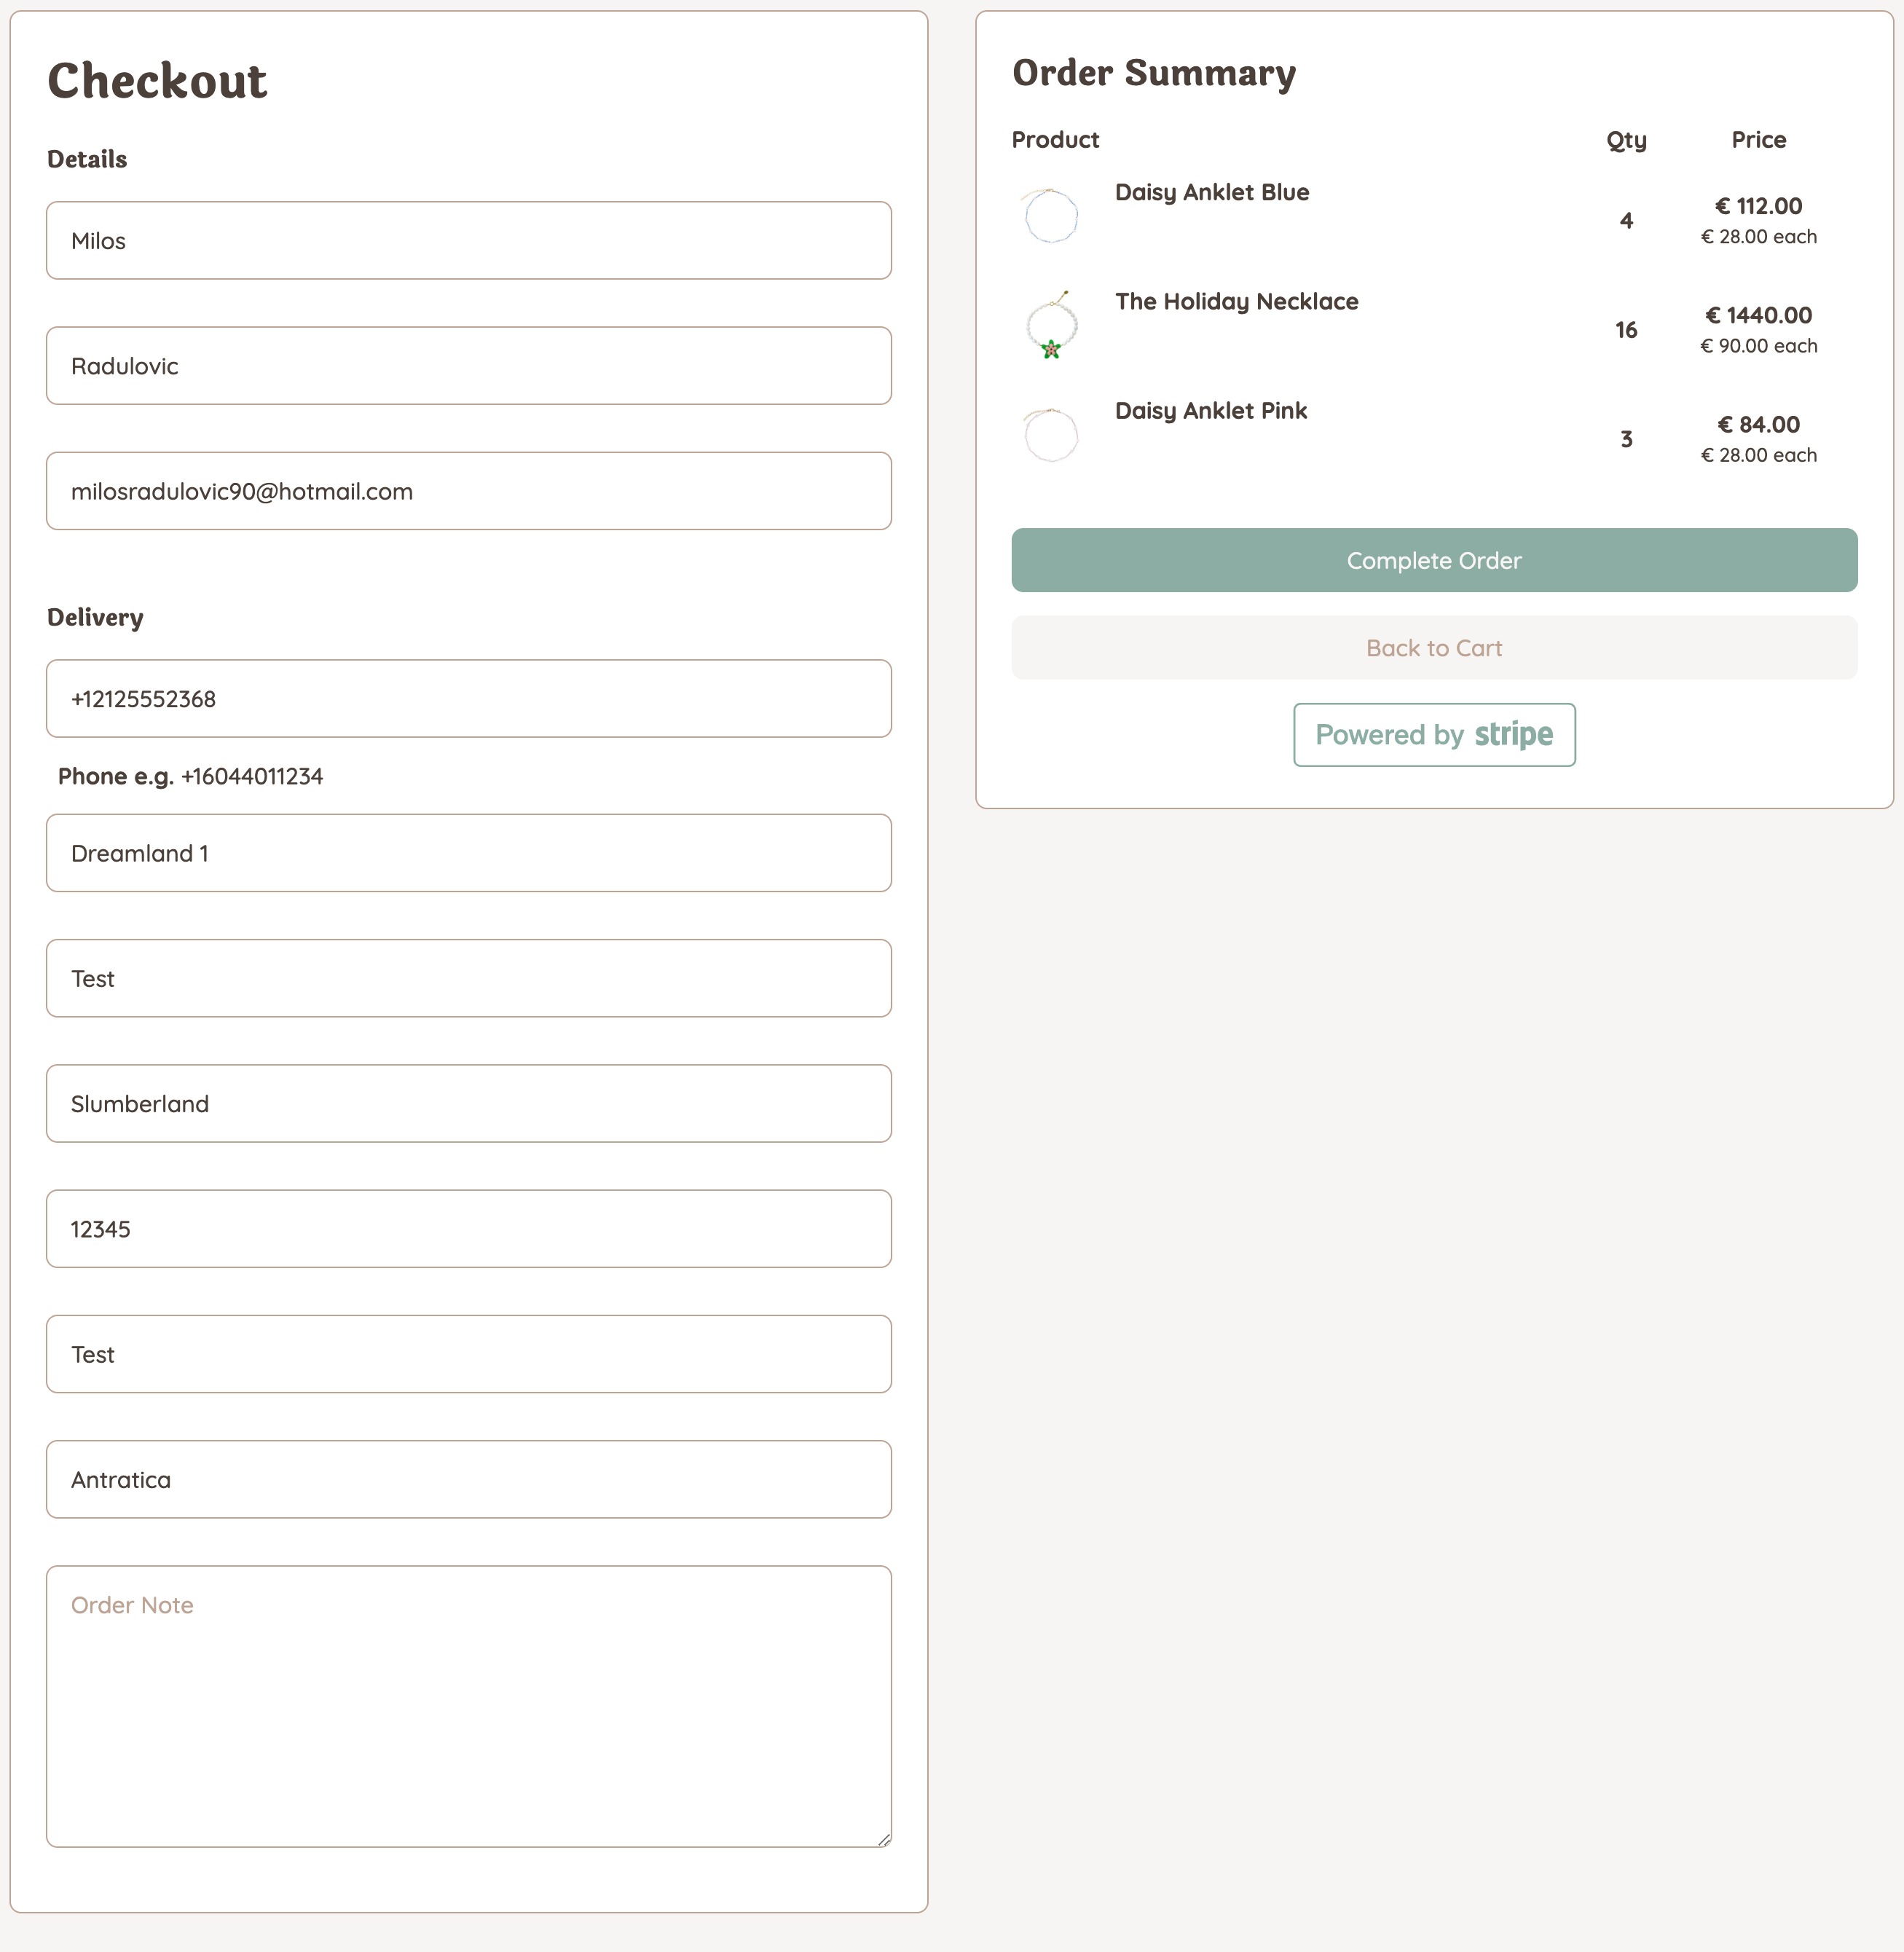 Checkout
Details
Milos
Radulovic
milosradulovic90@hotmail.com
Delivery
+12125552368
Phone e.g. +16044011234
Dreamland 1
Test
Slumberland
12345
Test
Antratica
Order Note
Order Summary
Product Qty Price
Daisy Anklet Blue
4
€ 112.00
€ 28.00 each
The Holiday Necklace
16
€ 1440.00
€ 90.00 each
Daisy Anklet Pink
3
€ 84.00
€ 28.00 each
Complete Order
Back to Cart
Powered by stripe